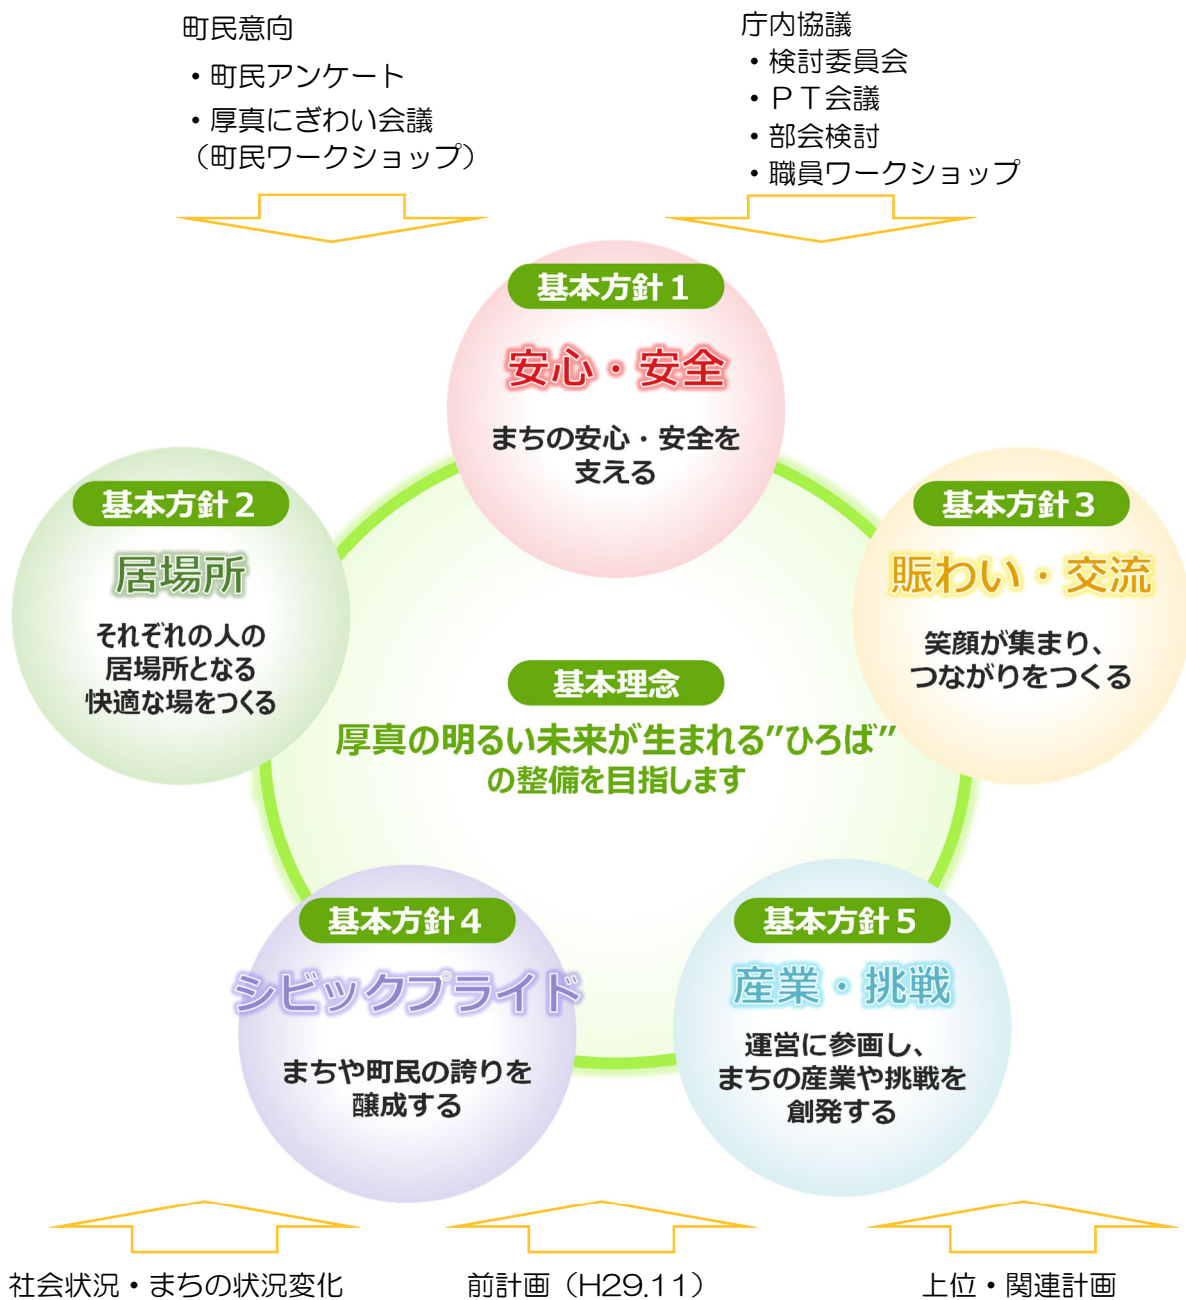 町民意向
・町民アンケート
・厚真にぎわい会議
（町民ワークショップ）
庁内協議
・検討委員会
・ＰＴ会議
・部会検討
・職員ワークショップ
基本方針１
安心・安全
まちの安心・安全を
支える
基本方針２
居場所
それぞれの人の
居場所となる
快適な場をつくる
基本方針３
賑わい・交流
笑顔が集まり、
つながりをつくる
基本理念
厚真の明るい未来が生まれる”ひろば”
の整備を目指します
基本方針４
シビックプライド
まちや町民の誇りを
醸成する
基本方針５
産業・挑戦
運営に参画し、
まちの産業や挑戦を
創発する
社会状況・まちの状況変化
前計画（H29.11）
上位・関連計画